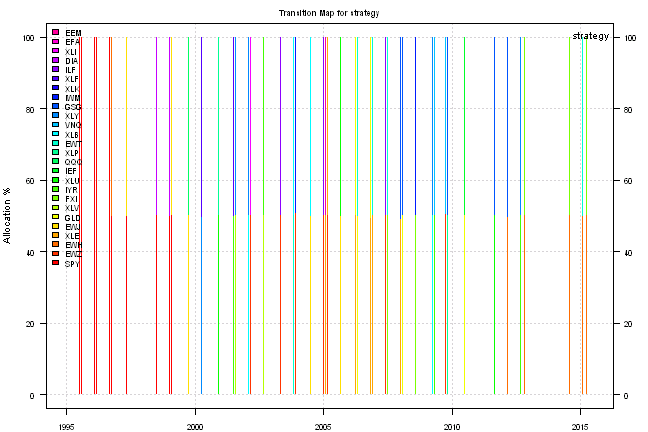 Transition Map for strategy
strategy
Allocation %
100
80
60
40
20
0
100
80
60
40
20
0
EEM
EFA
XLI
DIA
ILF
XLF
XLK
IWM
GSG
XLY
VNQ
XLB
EWT
XLP
QQQ
IEF
XLU
IYR
FXI
XLV
GLD
EWJ
XLE
EWH
EWZ
SPY
1995
2000
2005
2010
2015